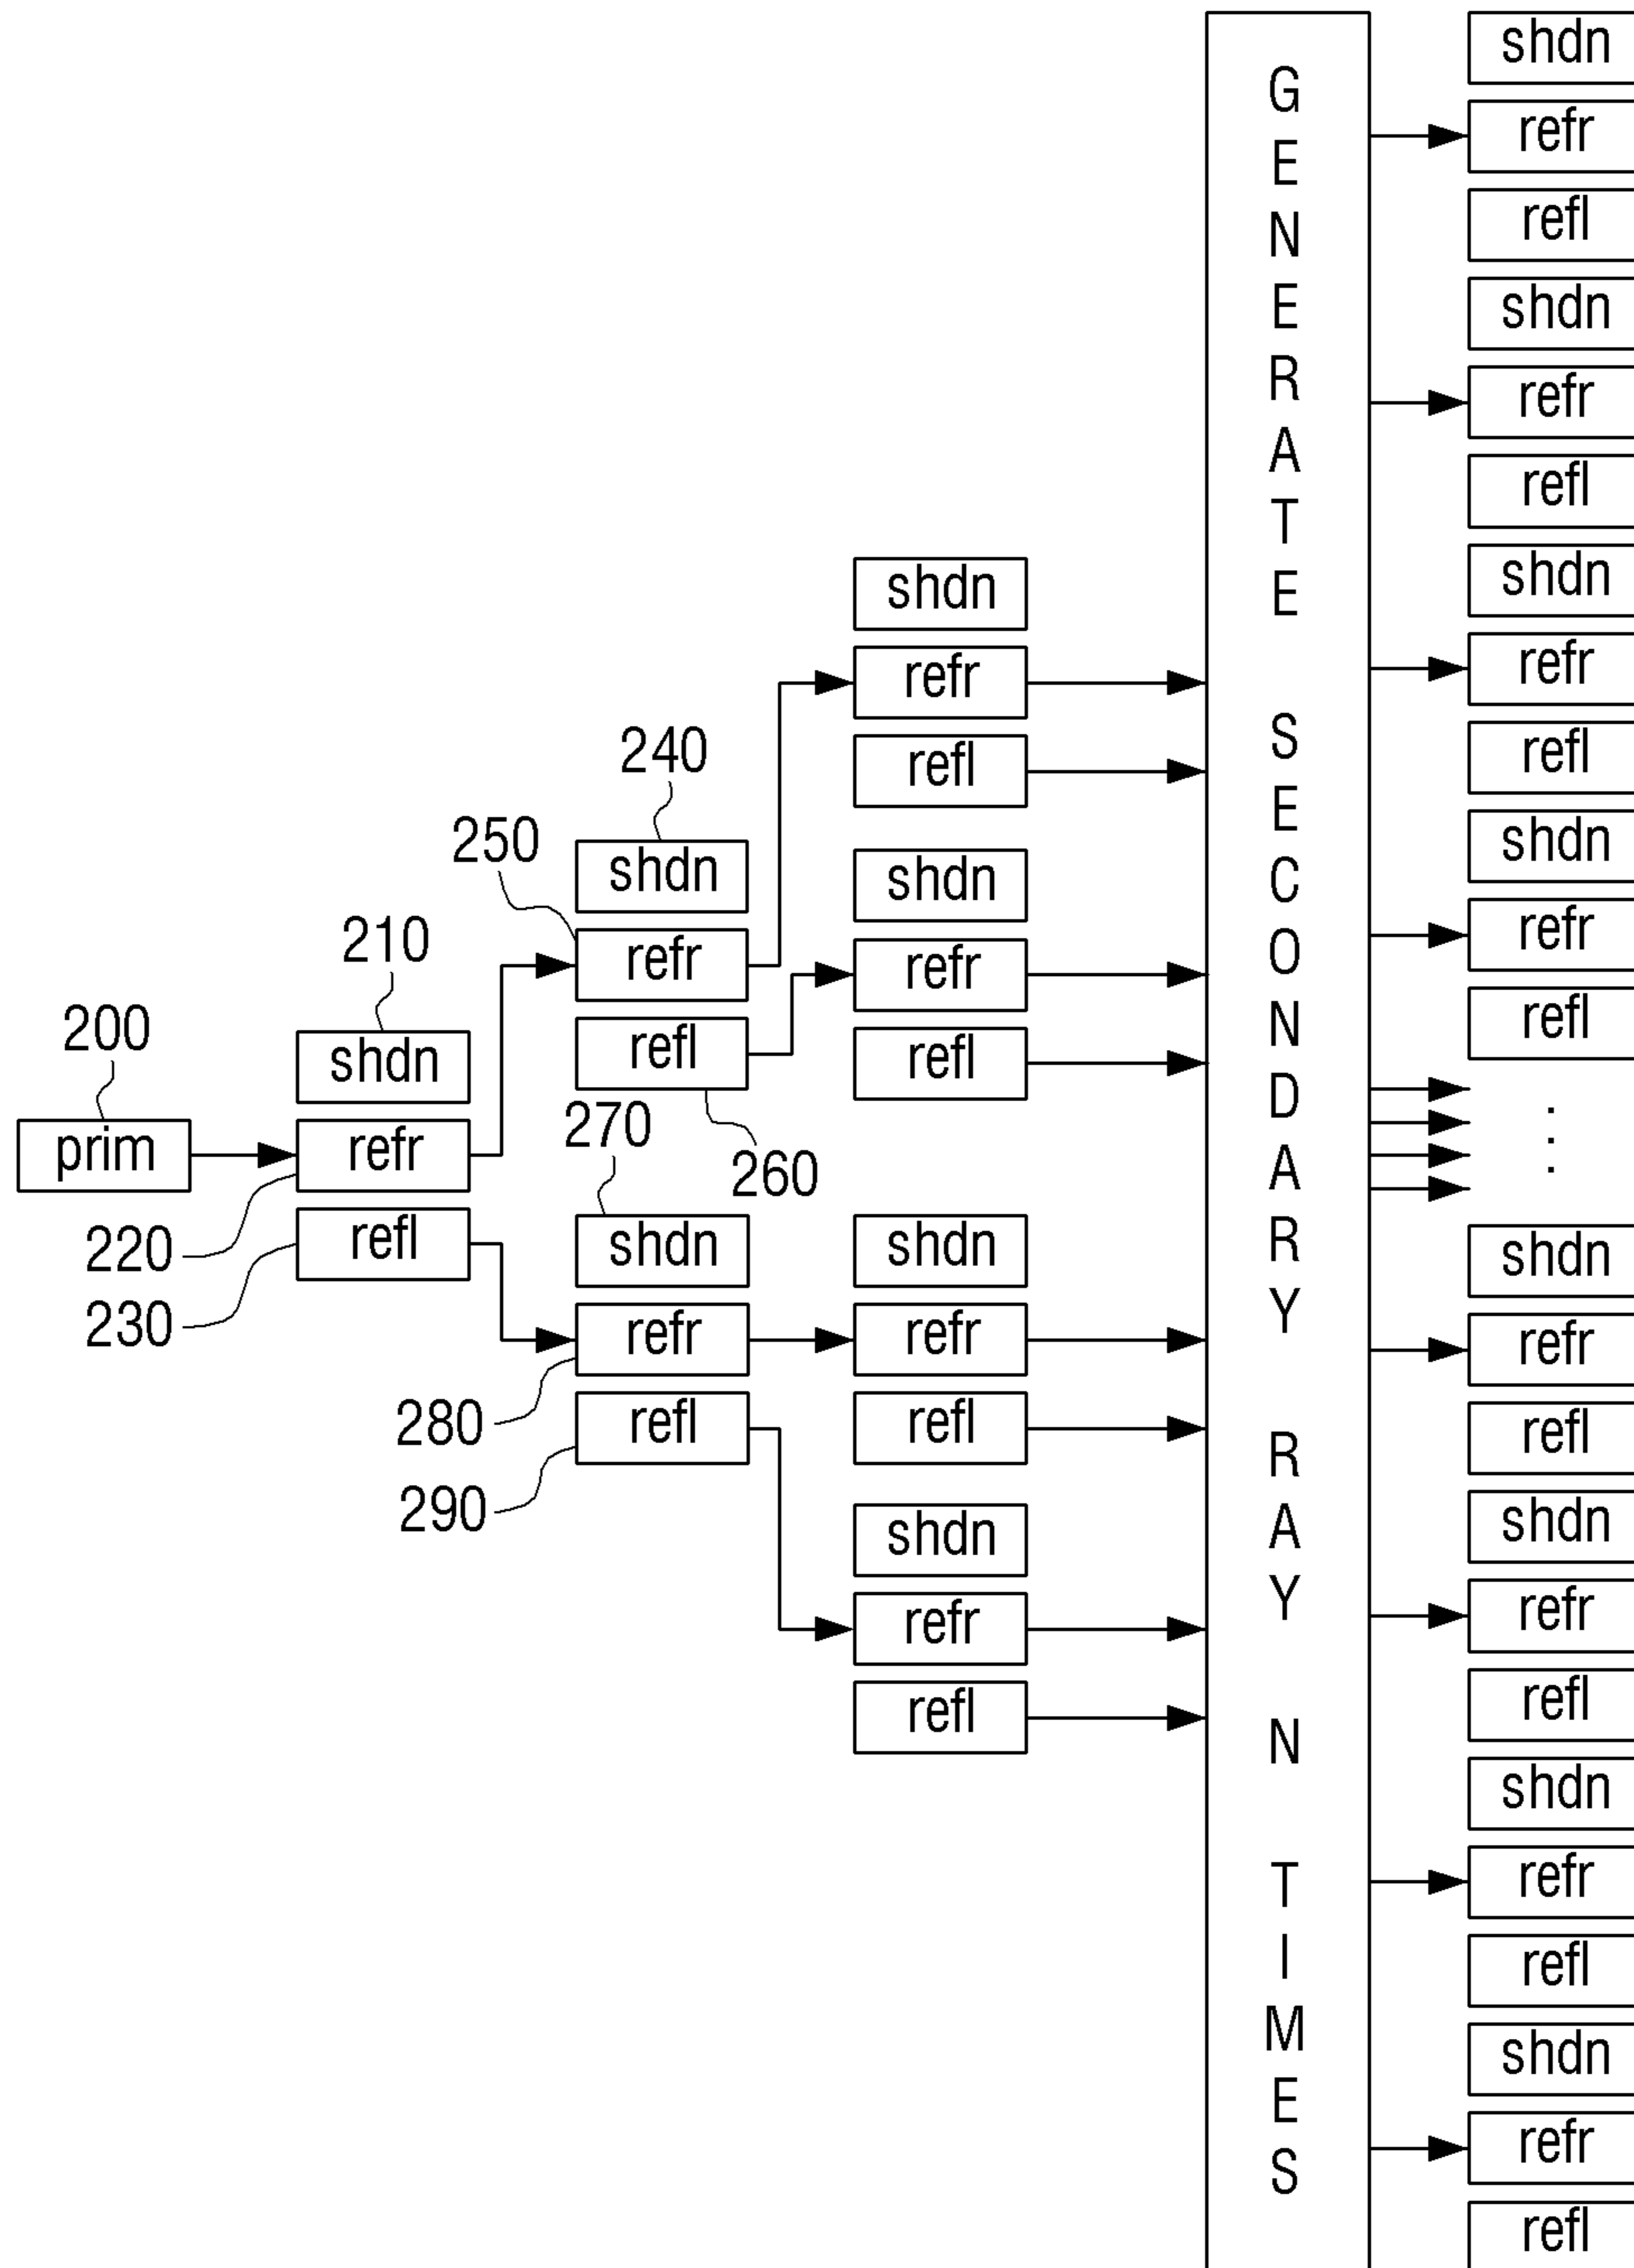 200
prim
210
shdn
refr
refl
220
230
240
250
shdn
refr
refl
260
270
shdn
refr
refl
280
290
shdn
refr
refl
shdn
refr
refl
shdn
refr
refl
shdn
refr
refl
GENERATE SECONDARY RAY N TIMES
shdn
refr
refl
shdn
refr
refl
shdn
refr
refl
shdn
refr
refl
shdn
refr
refl
shdn
refr
refl
shdn
refr
refl
shdn
refr
refl